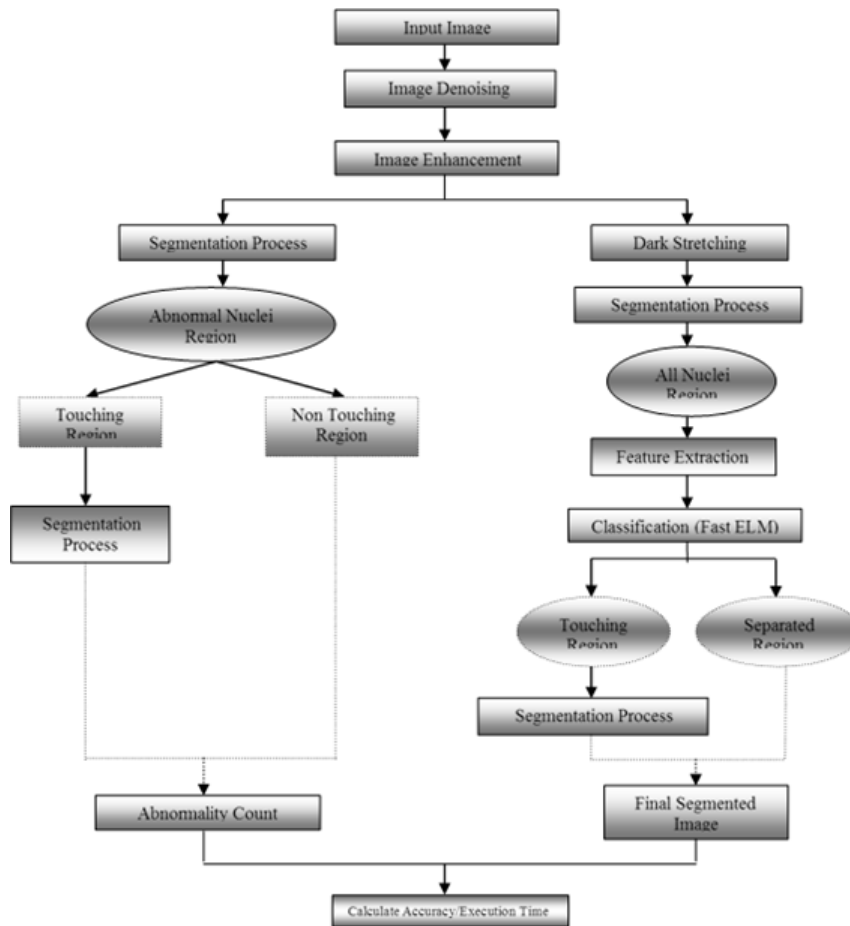 Input Image
Image Denoising
Image Enhancement
Segmentation Process
Dark Stretching
Abnormal Nuclei
Region
Segmentation Process
All Nuclei
Region
Touching
Region
Non Touching
Region
Feature Extraction
Segmentation
Process
Classification (Fast ELM)
Touching
Region
Separated
Region
Segmentation Process
Abnormality Count
Final Segmented
Image
Calculate Accuracy/Execution Time